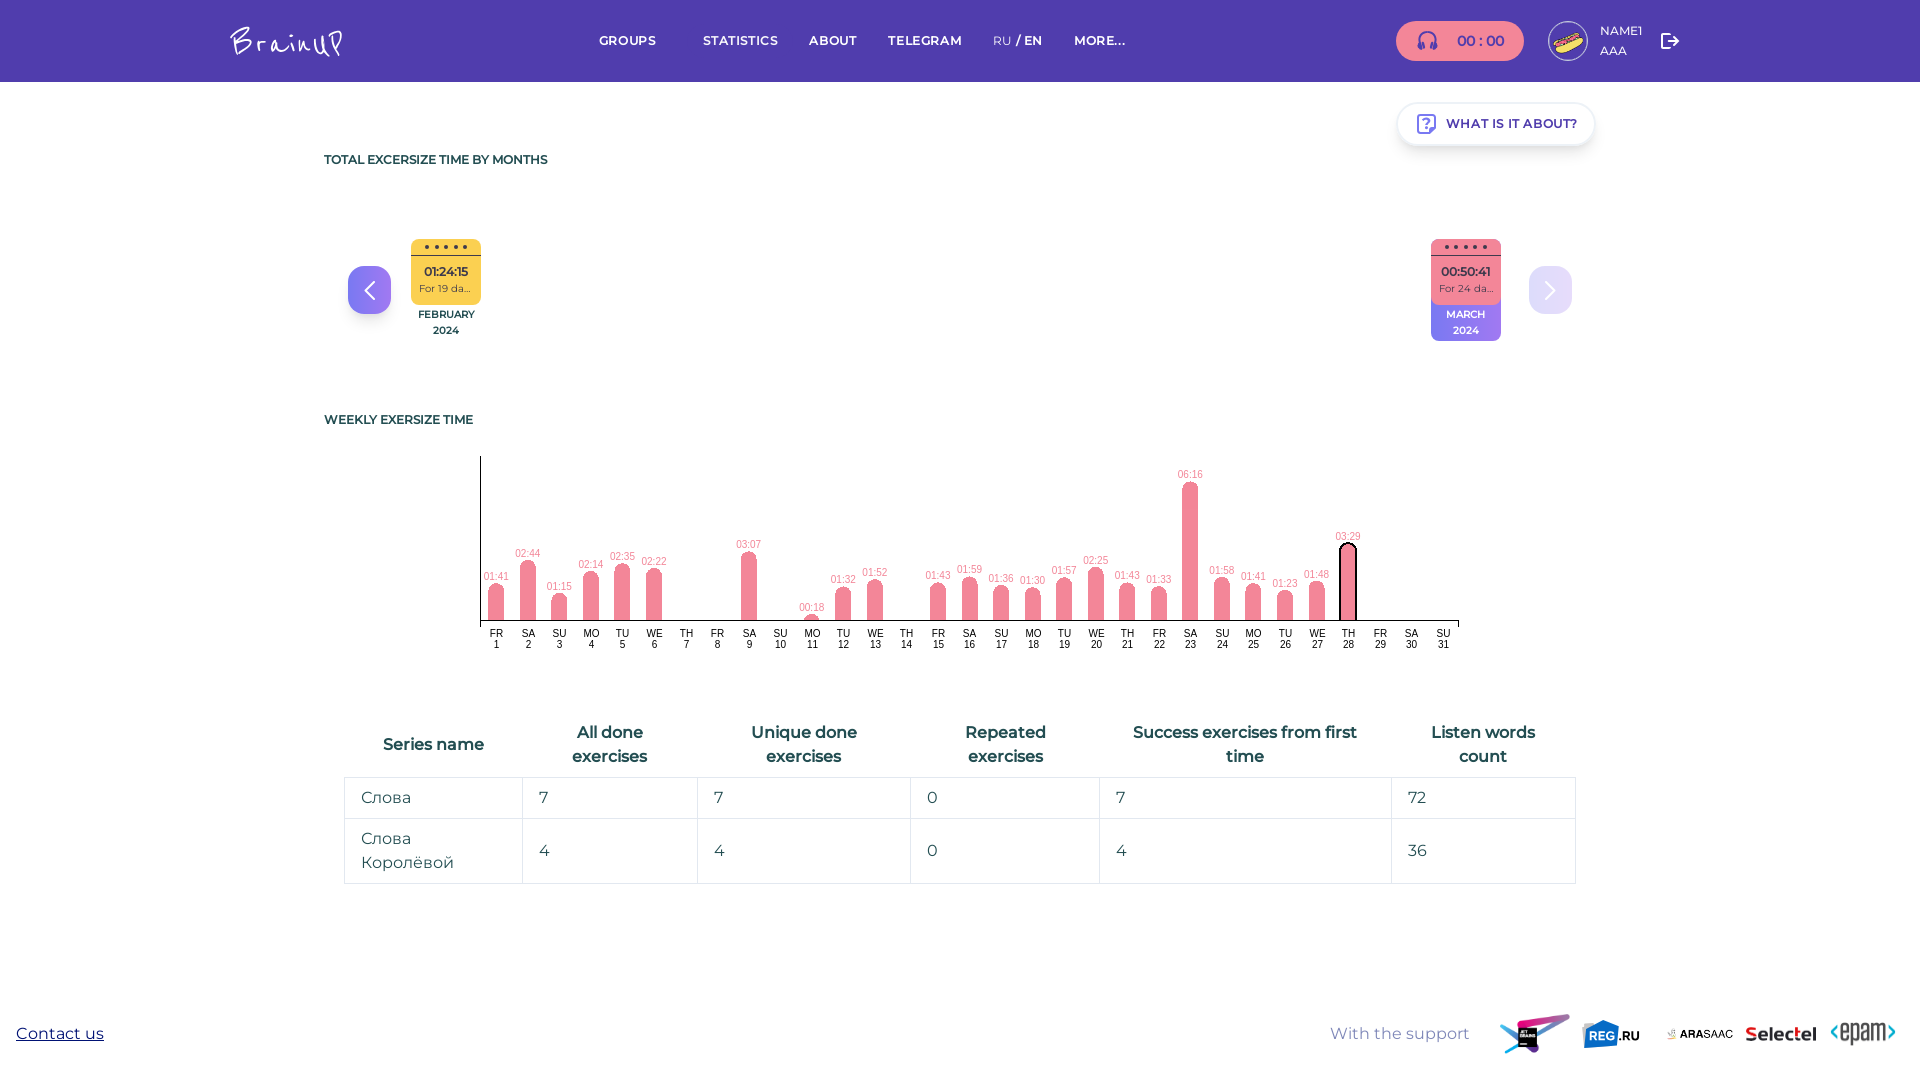 BrainUP
GROUPS
STATISTICS
ABOUT
TELEGRAM
RU / EN
MORE...
00 : 00
NAME1
AAA
WHAT IS IT ABOUT?
TOTAL EXCERSIZE TIME BY MONTHS
01:24:15
For 19 da...
FEBRUARY
2024
00:50:41
For 24 da...
MARCH
2024
WEEKLY EXERSIZE TIME
01:41
02:44
01:15
02:14
02:35
02:22
03:07
00:18
01:32
01:52
01:43
01:59
01:36
01:30
01:57
02:25
01:43
01:33
06:16
01:58
01:41
01:23
01:48
03:29
FR SA SU MO TU WE TH FR SA SU MO TU WE TH FR SA SU MO TU WE TH FR SA SU MO TU WE TH FR SA SU
1 2 3 4 5 6 7 8 9 10 11 12 13 14 15 16 17 18 19 20 21 22 23 24 25 26 27 28 29 30 31
Series name
All done
exercises
Unique done
exercises
Repeated
exercises
Success exercises from first
time
Listen words
count
Слова 7 7 0 7 72
Слова
Королёвой
4 4 0 4 36
Contact us
With the support
JET
BRAINS
REG.RU
ARASAAC
Selectel
<epam>